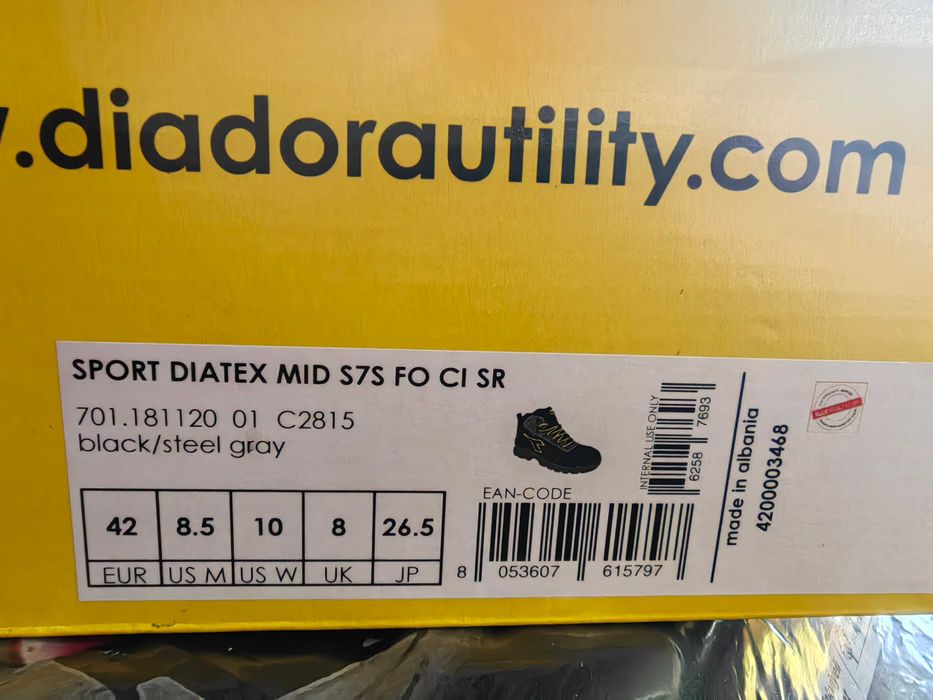 .diadorautility.com
SPORT DIATEX MID S7S FO CI SR
701.181120 01 C2815
black/steel gray
42 8.5 10 8 26.5
EUR US M US W UK JP
EAN-CODE
8 053607 615797
INTERNAL USE ONLY
6258 7693
made in albania
4200003468